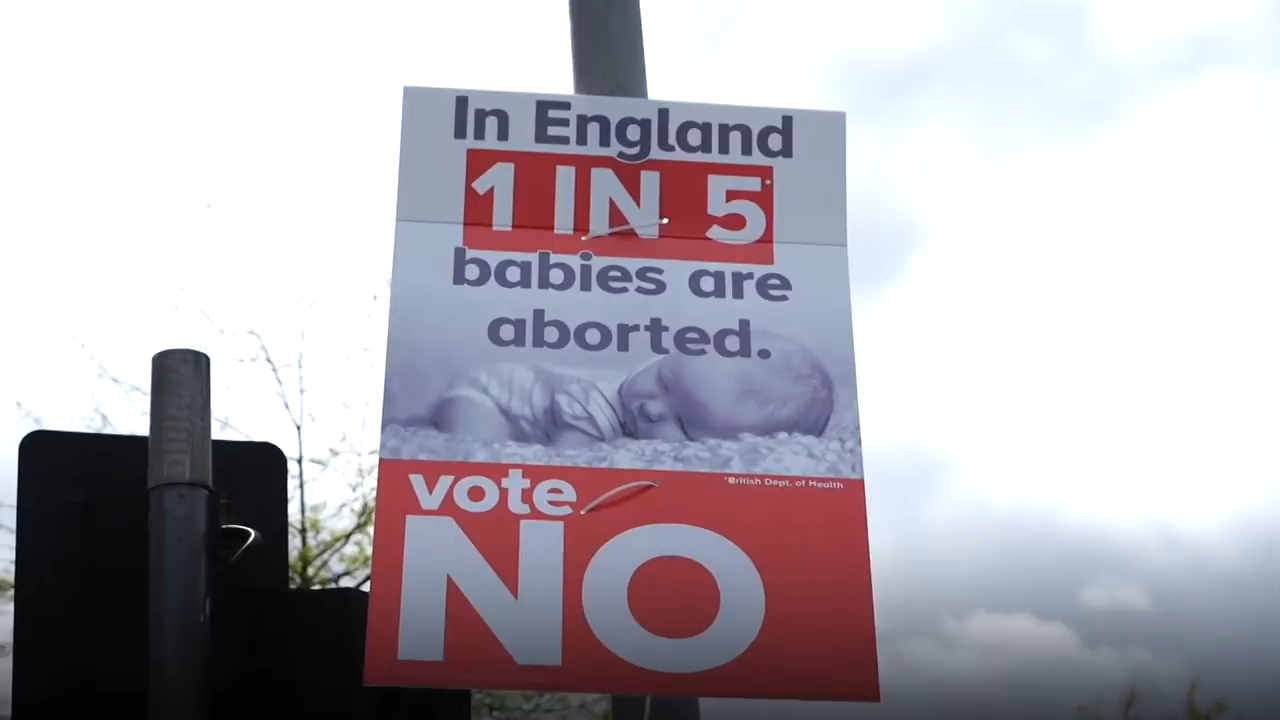 In England
1 IN 5*
babies are
aborted.
*British Dept. of Health
vote
NO